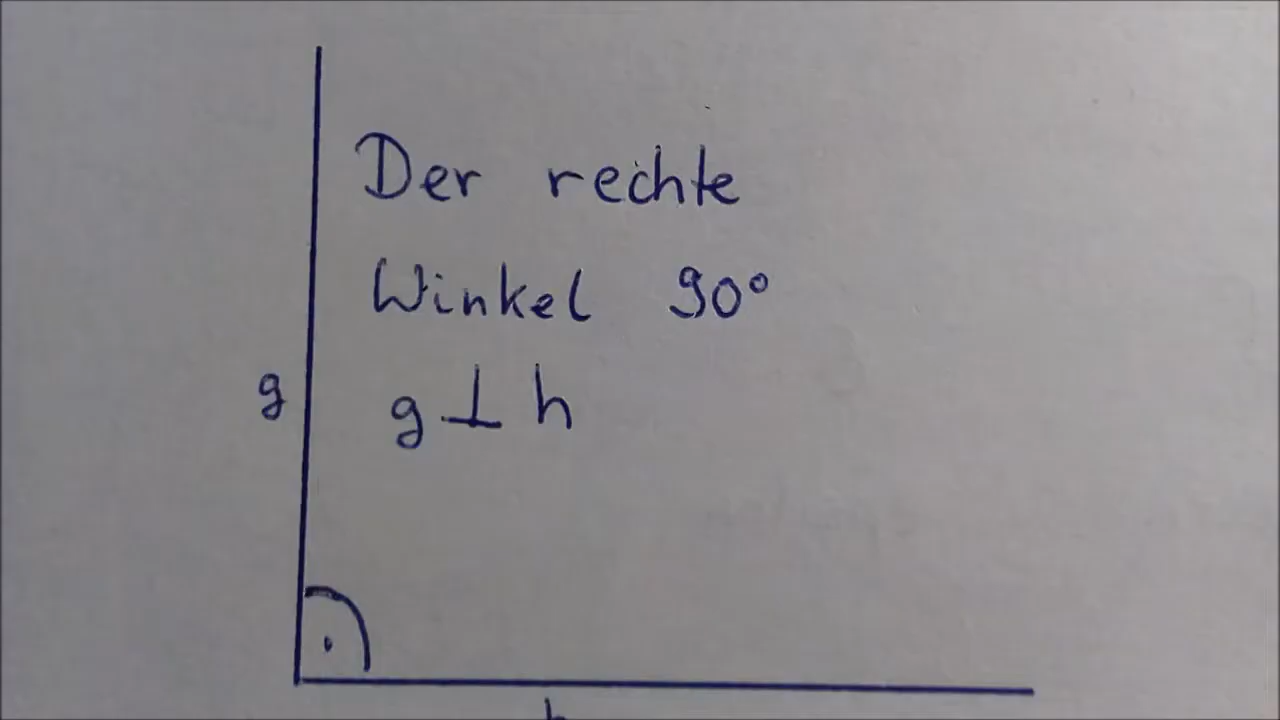 Der rechte
Winkel 90°
g
g ⊥ h
h